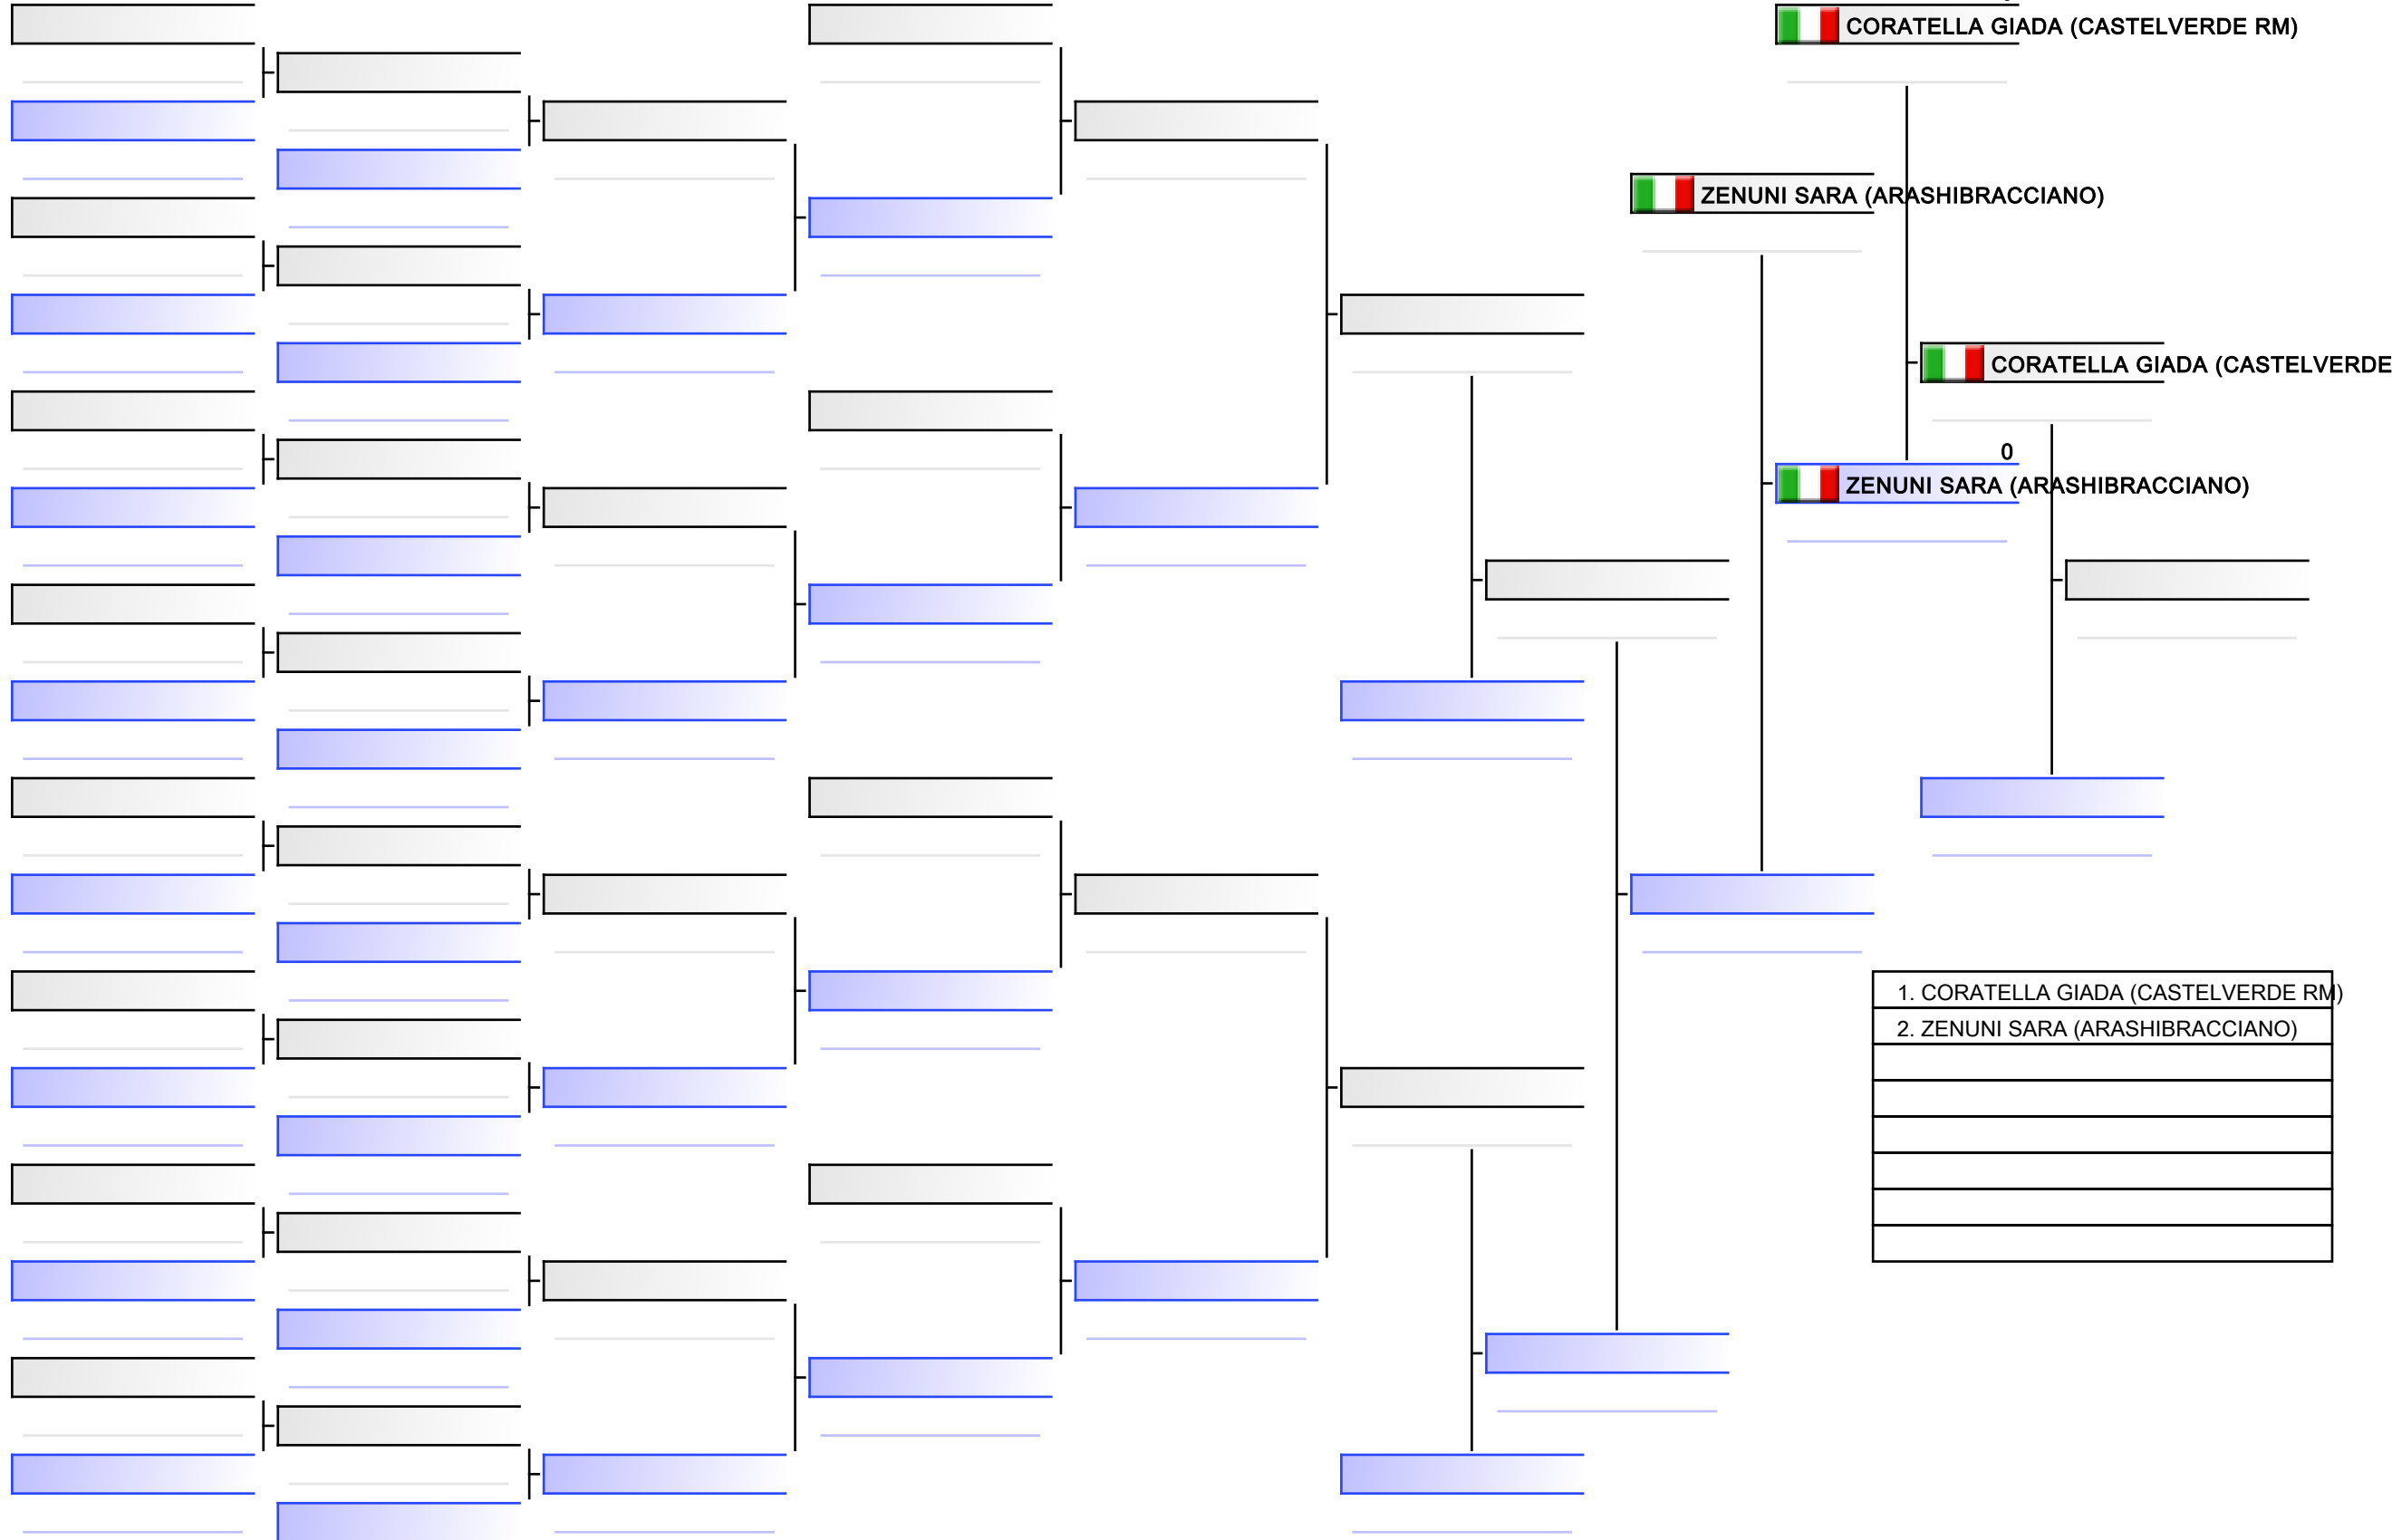 CORATELLA GIADA (CASTELVERDE RM)
ZENUNI SARA (ARASHIBRACCIANO)
CORATELLA GIADA (CASTELVERDE
0
ZENUNI SARA (ARASHIBRACCIANO)
1. CORATELLA GIADA (CASTELVERDE RM)
2. ZENUNI SARA (ARASHIBRACCIANO)